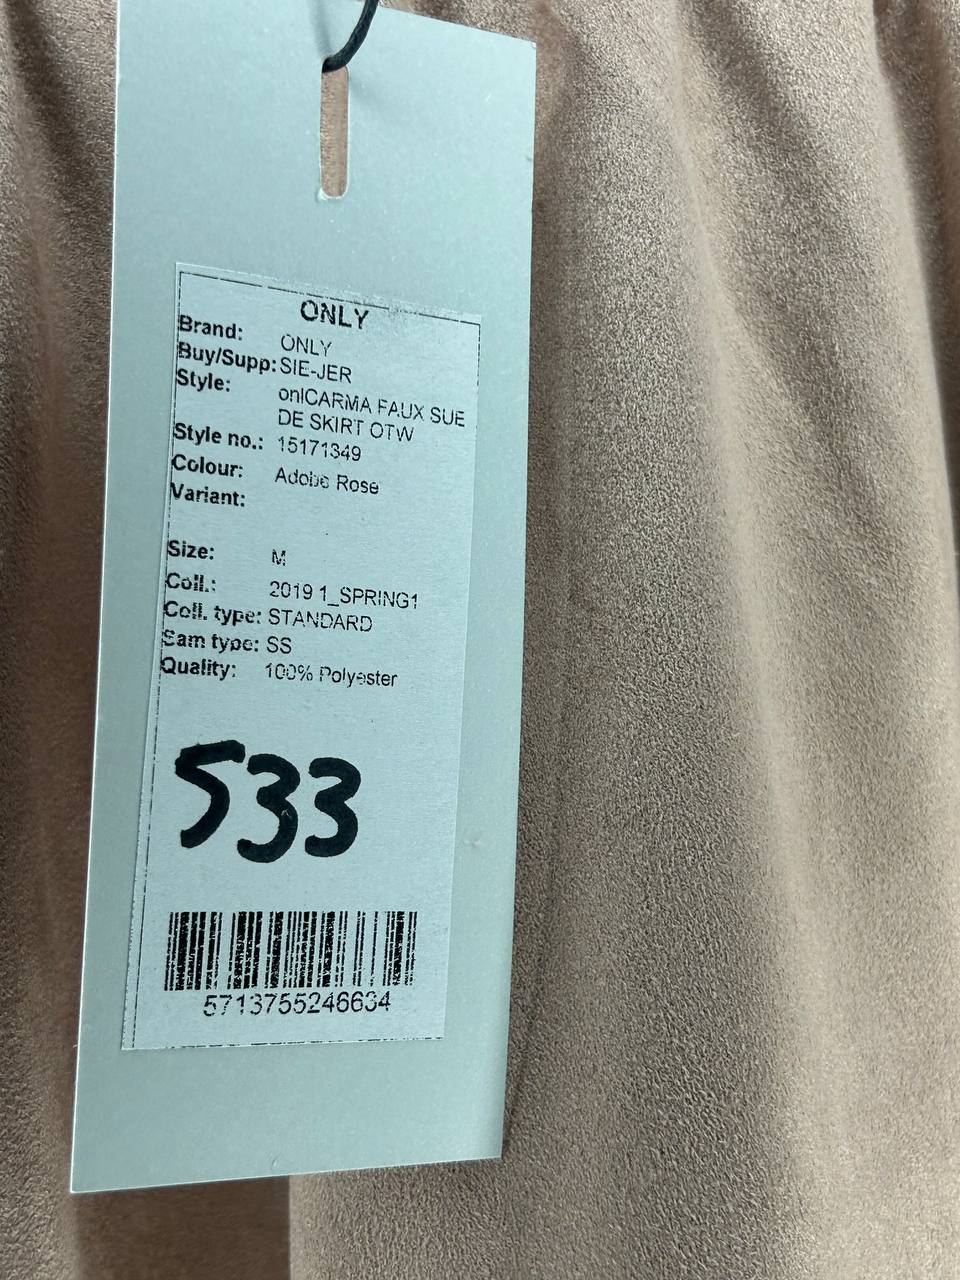 ONLY
Brand: ONLY
Buy/Supp: SIE-JER
Style: onlCARMA FAUX SUE
DE SKIRT OTW
Style no.: 15171349
Colour: Adobe Rose
Variant:
Size: M
Coll.: 2019 1_SPRING1
Coll. type: STANDARD
Sam type: SS
Quality: 100% Polyester
533
5713755246634